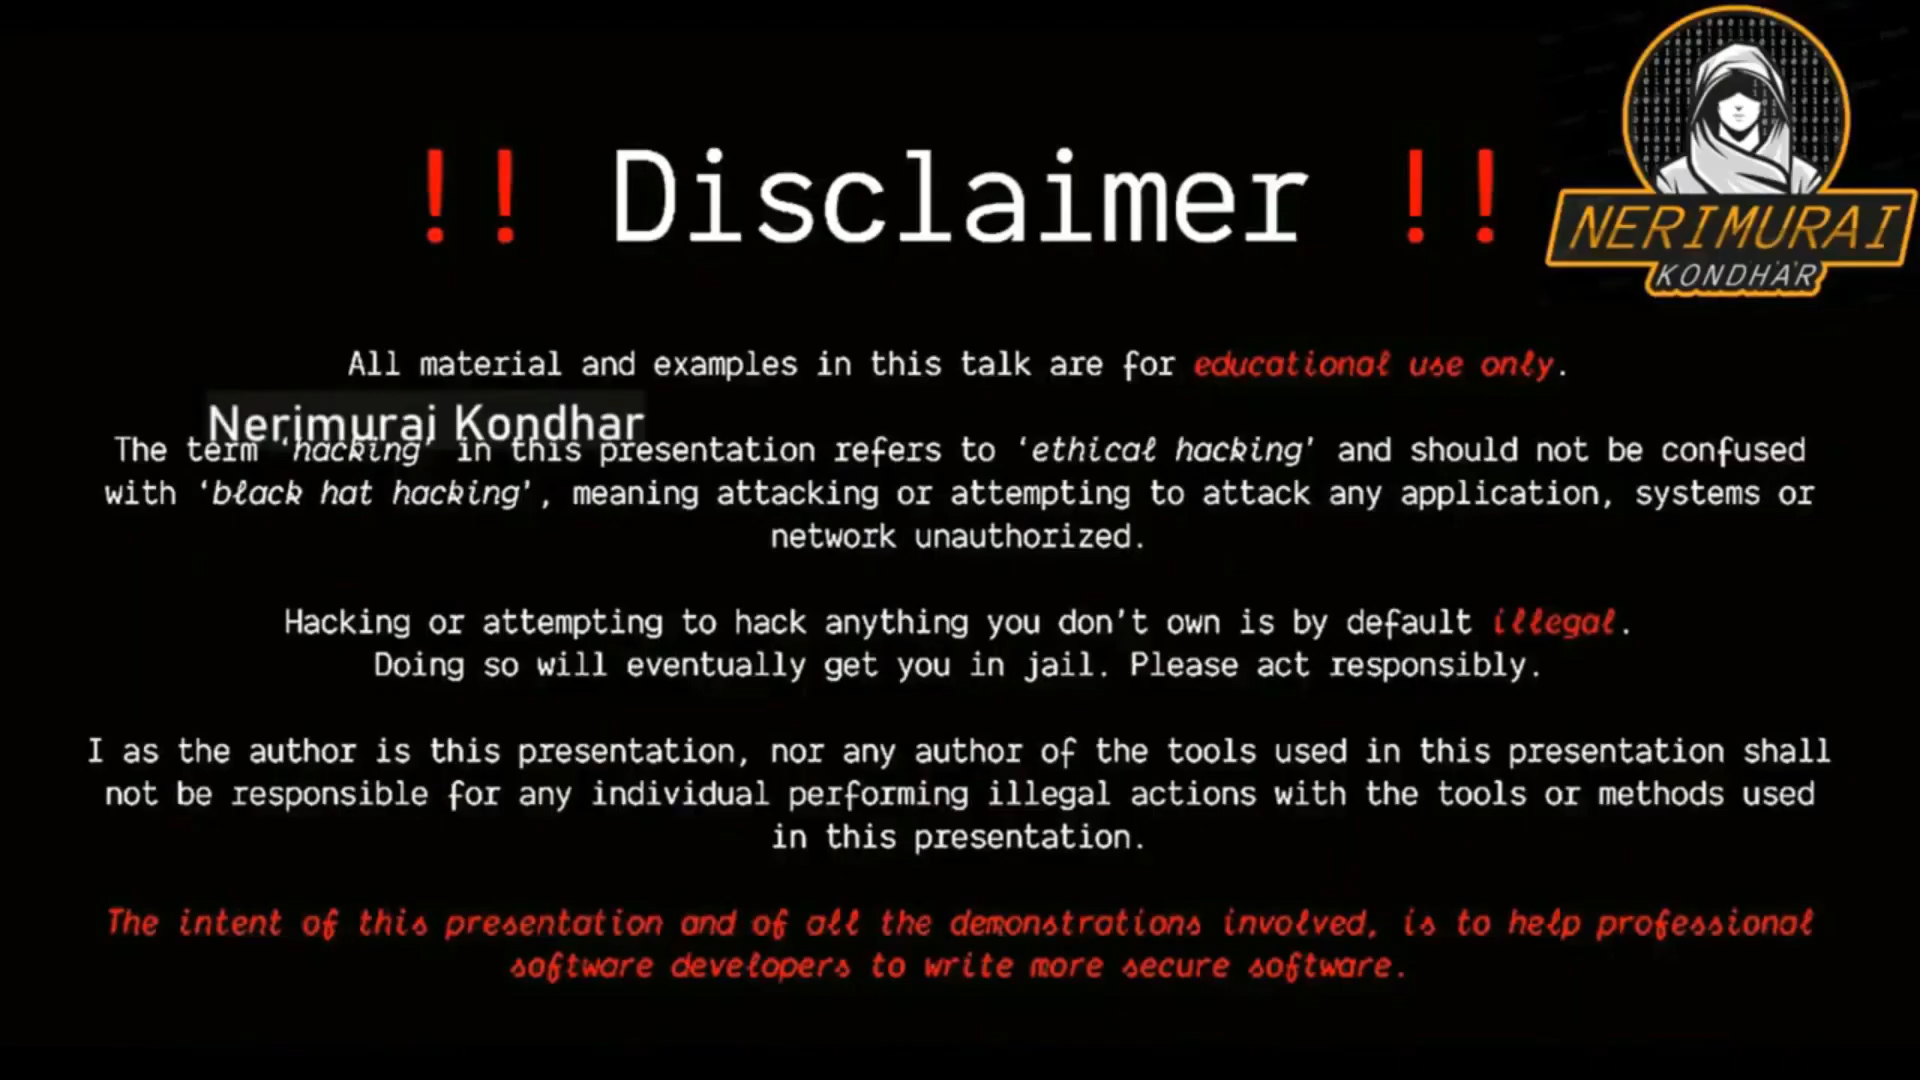 !! Disclaimer !!
NERIMURAI
KONDHAR
All material and examples in this talk are for educational use only.
Nerimurai Kondhar
The term ‘hacking’ in this presentation refers to ‘ethical hacking’ and should not be confused
with ‘black hat hacking’, meaning attacking or attempting to attack any application, systems or
network unauthorized.
Hacking or attempting to hack anything you don’t own is by default illegal.
Doing so will eventually get you in jail. Please act responsibly.
I as the author is this presentation, nor any author of the tools used in this presentation shall
not be responsible for any individual performing illegal actions with the tools or methods used
in this presentation.
The intent of this presentation and of all the demonstrations involved, is to help professional
software developers to write more secure software.